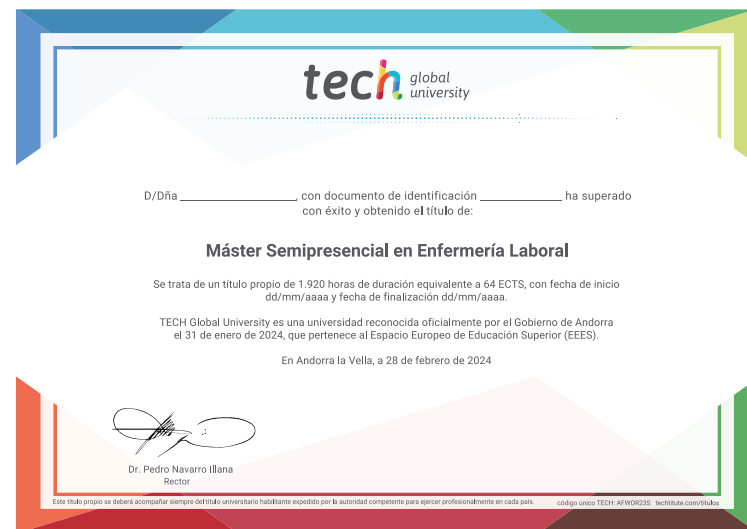 tech global university
D/Dña ____________________, con documento de identificación ______________ ha superado
con éxito y obtenido el título de:
Máster Semipresencial en Enfermería Laboral
Se trata de un título propio de 1.920 horas de duración equivalente a 64 ECTS, con fecha de inicio
dd/mm/aaaa y fecha de finalización dd/mm/aaaa.
TECH Global University es una universidad reconocida oficialmente por el Gobierno de Andorra
el 31 de enero de 2024, que pertenece al Espacio Europeo de Educación Superior (EEES).
En Andorra la Vella, a 28 de febrero de 2024
Dr. Pedro Navarro Illana
Rector
Este título propio se deberá acompañar siempre del título universitario habilitante expedido por la autoridad competente para ejercer profesionalmente en cada país. código único TECH: AFWOR23S techtitute.com/titulos